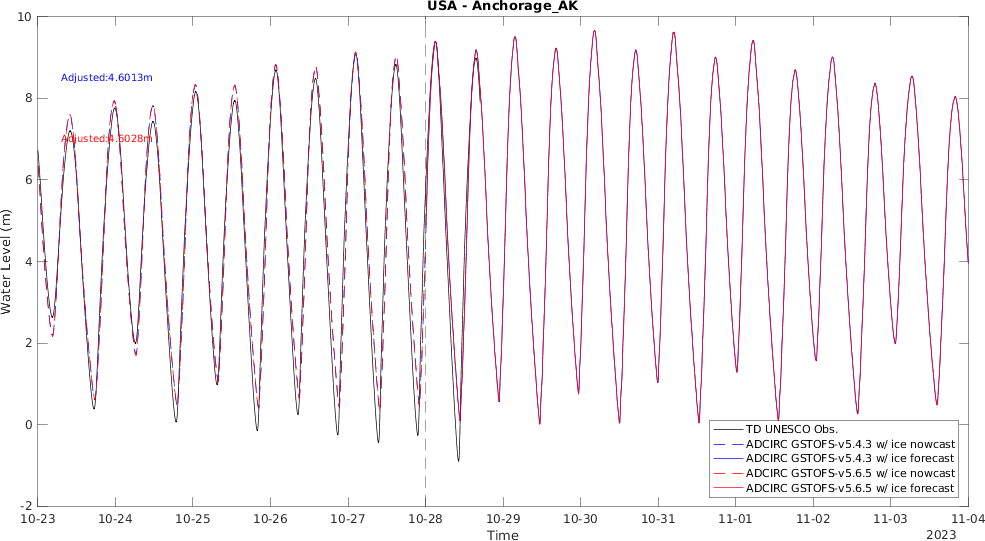 USA - Anchorage_AK
10
8
6
4
2
0
-2
Water Level (m)
Adjusted:4.6013m
Adjusted:4.5028m
TD UNESCO Obs.
ADCIRC GSTOFS-v5.4.3 w/ ice nowcast
ADCIRC GSTOFS-v5.4.3 w/ ice forecast
ADCIRC GSTOFS-v5.6.5 w/ ice nowcast
ADCIRC GSTOFS-v5.6.5 w/ ice forecast
10-23 10-24 10-25 10-26 10-27 10-28 10-29 10-30 10-31 11-01 11-02 11-03 11-04
Time
2023